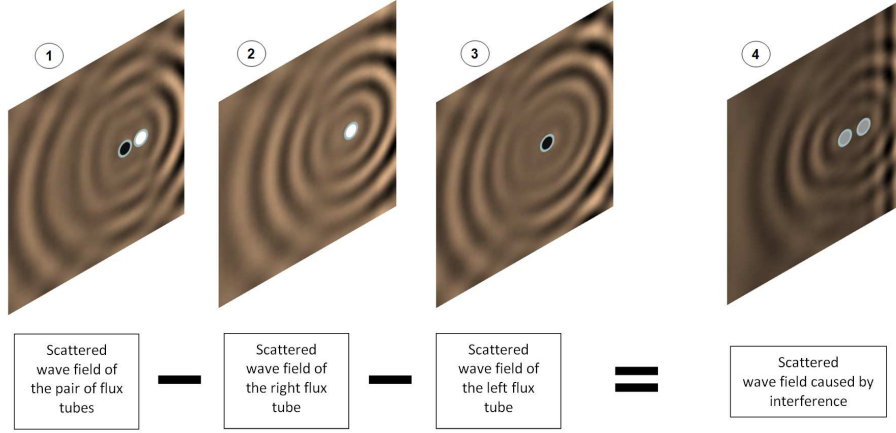 1
2
3
4
Scattered
wave field of
the pair of flux
tubes
Scattered
wave field of
the right flux
tube
Scattered
wave field of
the left flux
tube
Scattered
wave field caused by
interference